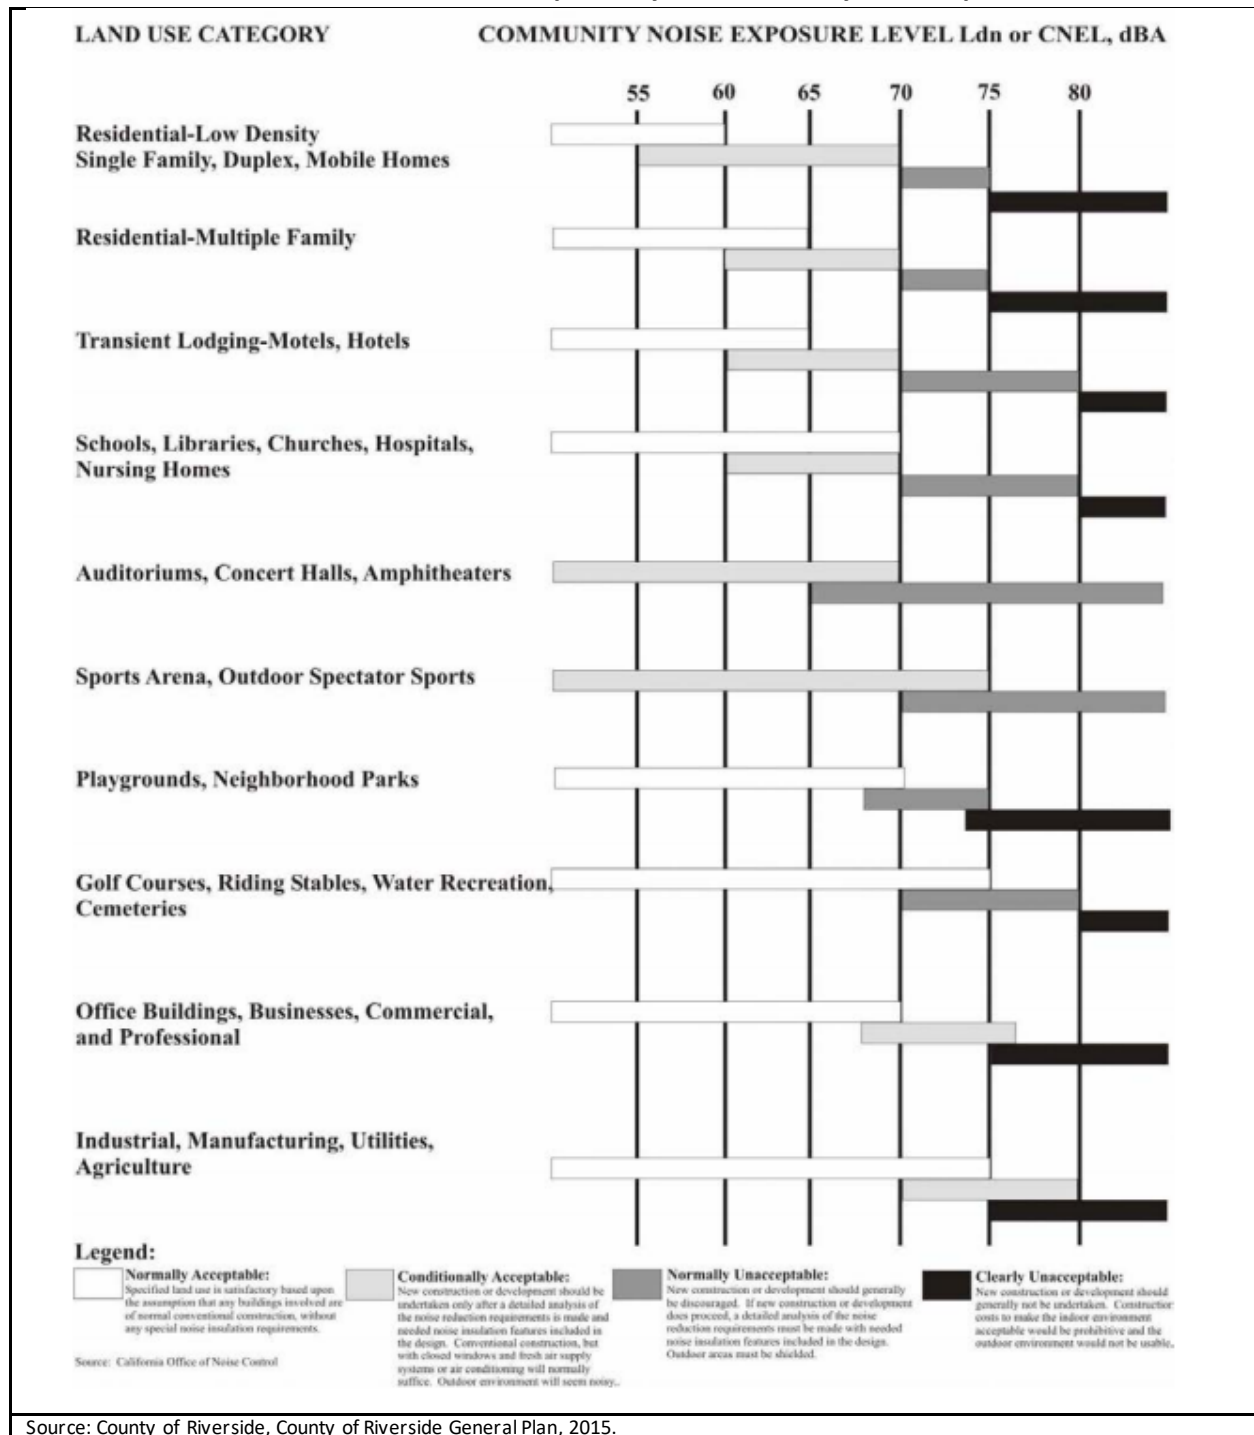 LAND USE CATEGORY COMMUNITY NOISE EXPOSURE LEVEL Ldn or CNEL, dBA
55 60 65 70 75 80
Residential-Low Density
Single Family, Duplex, Mobile Homes
Residential-Multiple Family
Transient Lodging-Motels, Hotels
Schools, Libraries, Churches, Hospitals,
Nursing Homes
Auditoriums, Concert Halls, Amphitheaters
Sports Arena, Outdoor Spectator Sports
Playgrounds, Neighborhood Parks
Golf Courses, Riding Stables, Water Recreation,
Cemeteries
Office Buildings, Businesses, Commercial,
and Professional
Industrial, Manufacturing, Utilities,
Agriculture
Legend:
Normally Acceptable:
Specified land use is satisfactory based upon
the assumption that any buildings involved are
of normal conventional construction, without
any special noise insulation requirements.
Conditionally Acceptable:
New construction or development should be
undertaken only after a detailed analysis of
the noise reduction requirements is made and
needed noise insulation features included in
the design. Conventional construction, but
with closed windows and fresh air supply
systems or air conditioning will normally
suffice. Outdoor environment will seem noisy..
Normally Unacceptable:
New construction or development should generally
be discouraged. If new construction or development
does proceed, a detailed analysis of the noise
reduction requirements must be made with needed
noise insulation features included in the design.
Outdoor areas must be shielded.
Clearly Unacceptable:
New construction or development should
generally not be undertaken. Construction
costs to make the indoor environment
acceptable would be prohibitive and the
outdoor environment would not be usable.
Source: California Office of Noise Control
Source: County of Riverside, County of Riverside General Plan, 2015.